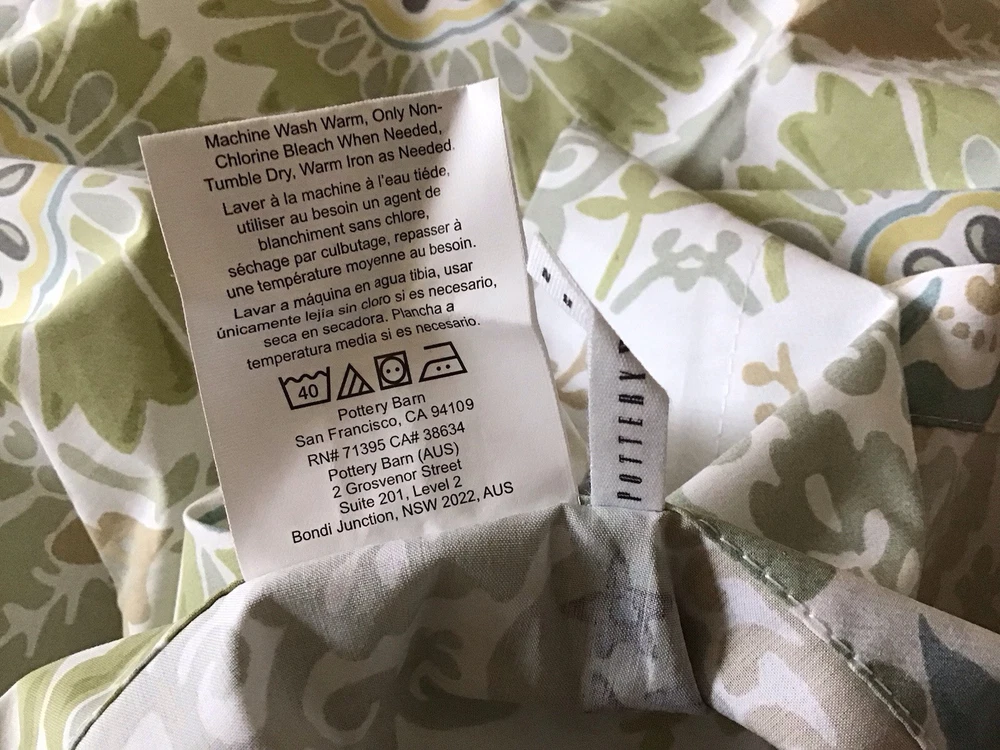 Machine Wash Warm, Only Non-
Chlorine Bleach When Needed,
Tumble Dry, Warm Iron as Needed.
Laver à la machine à l'eau tiéde,
utiliser au besoin un agent de
blanchiment sans chlore,
séchage par culbutage, repasser à
une température moyenne au besoin.
Lavar a máquina en agua tibia, usar
únicamente lejía sin cloro si es necesario,
seca en secadora. Plancha a
temperatura media si es necesario.
40
Pottery Barn
San Francisco, CA 94109
RN# 71395 CA# 38634
Pottery Barn (AUS)
2 Grosvenor Street
Suite 201, Level 2
Bondi Junction, NSW 2022, AUS
POTTERY